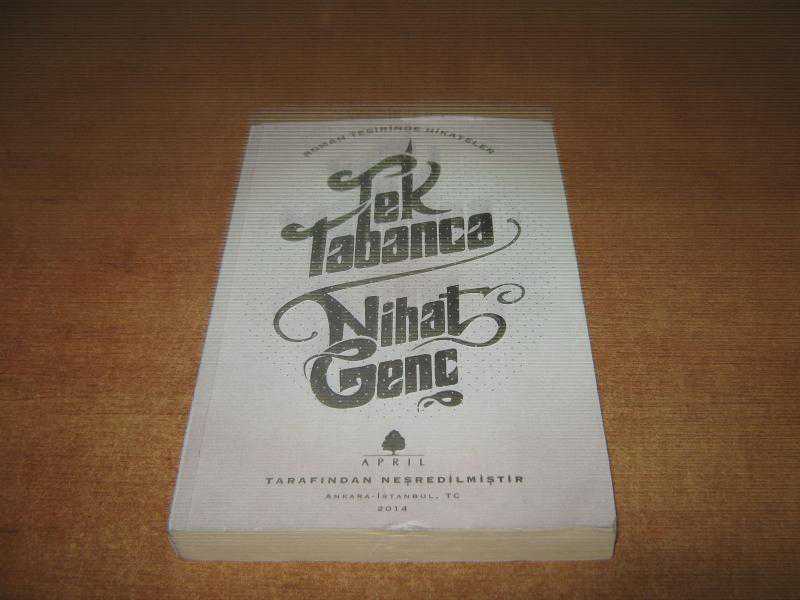 ROMAN TESİRİNDE HİKAYELER
Tek
Tabanca
Nihat
Genç
APRIL
TARAFINDAN NEŞREDİLMİŞTİR
ANKARA-İSTANBUL, TC
2014